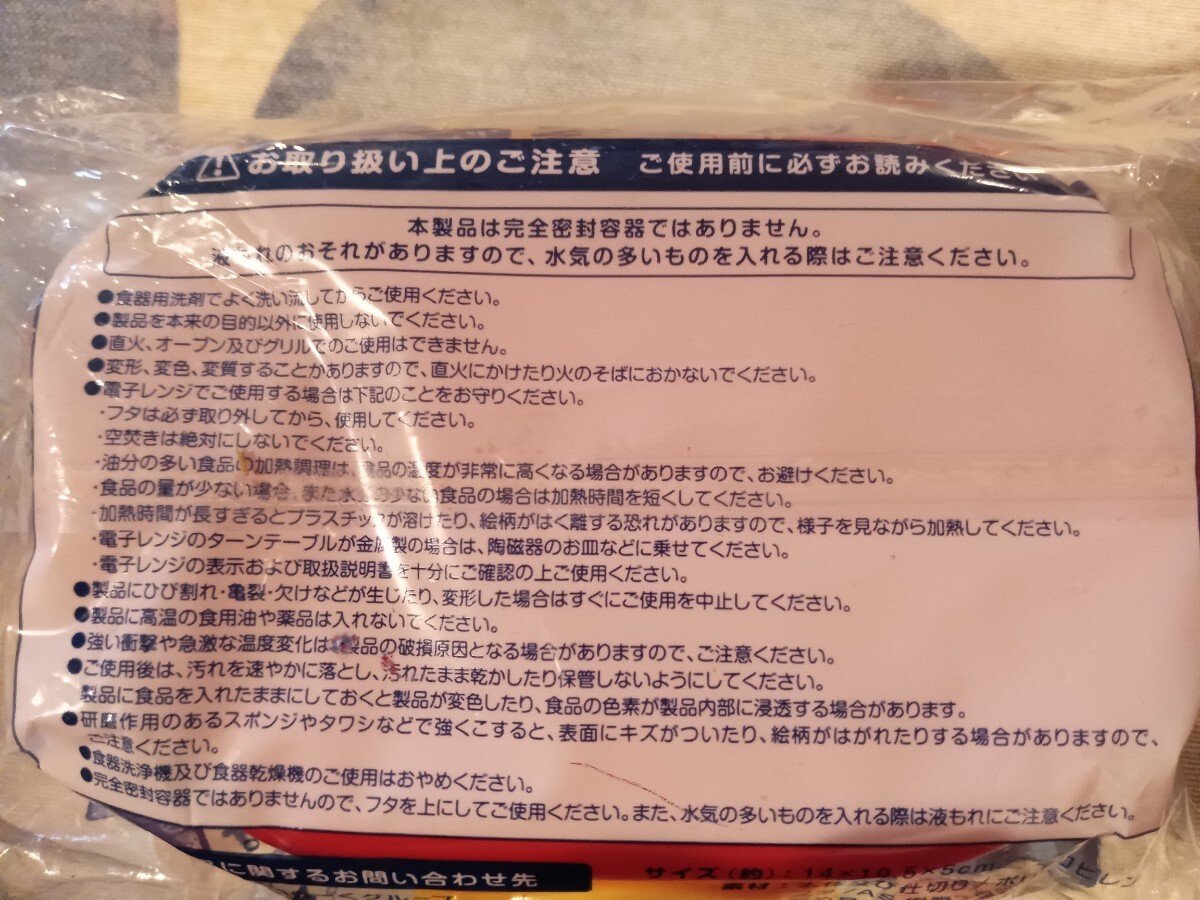 お取り扱い上のご注意 ご使用前に必ずお読みくださ
本製品は完全密封容器ではありません。
液もれのおそれがありますので、水気の多いものを入れる際はご注意ください。
●食器用洗剤でよく洗い流してからご使用ください。
●製品を本来の目的以外に使用しないでください。
●直火、オーブン及びグリルでのご使用はできません。
●変形、変色、変質することがありますので、直火にかけたり火のそばにおかないでください。
●電子レンジでご使用する場合は下記のことをお守りください。
・フタは必ず取り外してから、使用してください。
・空焚きは絶対にしないでください。
・油分の多い食品の加熱調理は、食品の温度が非常に高くなる場合がありますので、お避けください。
・食品の量が少ない場合、また水分の少ない食品の場合は加熱時間を短くしてください。
・加熱時間が長すぎるとプラスチックが溶けたり、絵柄がはく離する恐れがありますので、様子を見ながら加熱してください。
・電子レンジのターンテーブルが金属製の場合は、陶磁器のお皿などに乗せてください。
・電子レンジの表示および取扱説明書を十分にご確認の上ご使用ください。
●製品にひび割れ・亀裂・欠けなどが生じたり、変形した場合はすぐにご使用を中止してください。
●製品に高温の食用油や薬品は入れないでください。
●強い衝撃や急激な温度変化は製品の破損原因となる場合がありますので、ご注意ください。
●ご使用後は、汚れを速やかに落とし、汚れたまま乾かしたり保管しないようにしてください。
製品に食品を入れたままにしておくと製品が変色したり、食品の色素が製品内部に浸透する場合があります。
●研磨作用のあるスポンジやタワシなどで強くこすると、表面にキズがついたり、絵柄がはがれたりする場合がありますので、
ご注意ください。
●食器洗浄機及び食器乾燥機のご使用はおやめください。
●完全密封容器ではありませんので、フタを上にしてご使用ください。また、水気の多いものを入れる際は液もれにご注意ください。
に関するお問い合わせ先
サイズ(約):14×10.5×5cm